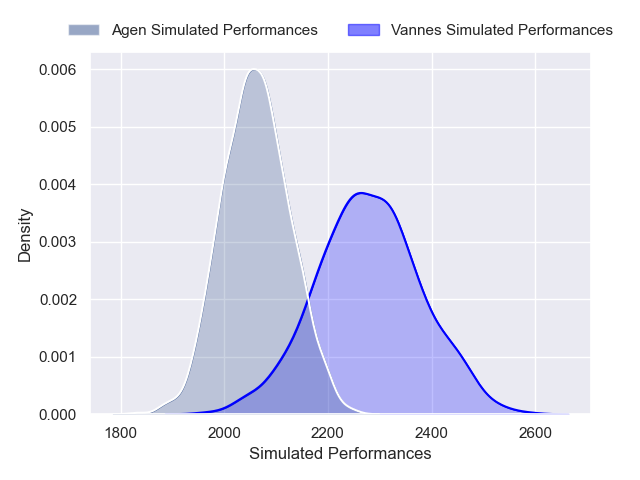 Agen Simulated Performances Vannes Simulated Performances
0.006
0.005
0.004
0.003
0.002
0.001
0.000
Density
1800 2000 2200 2400 2600
Simulated Performances